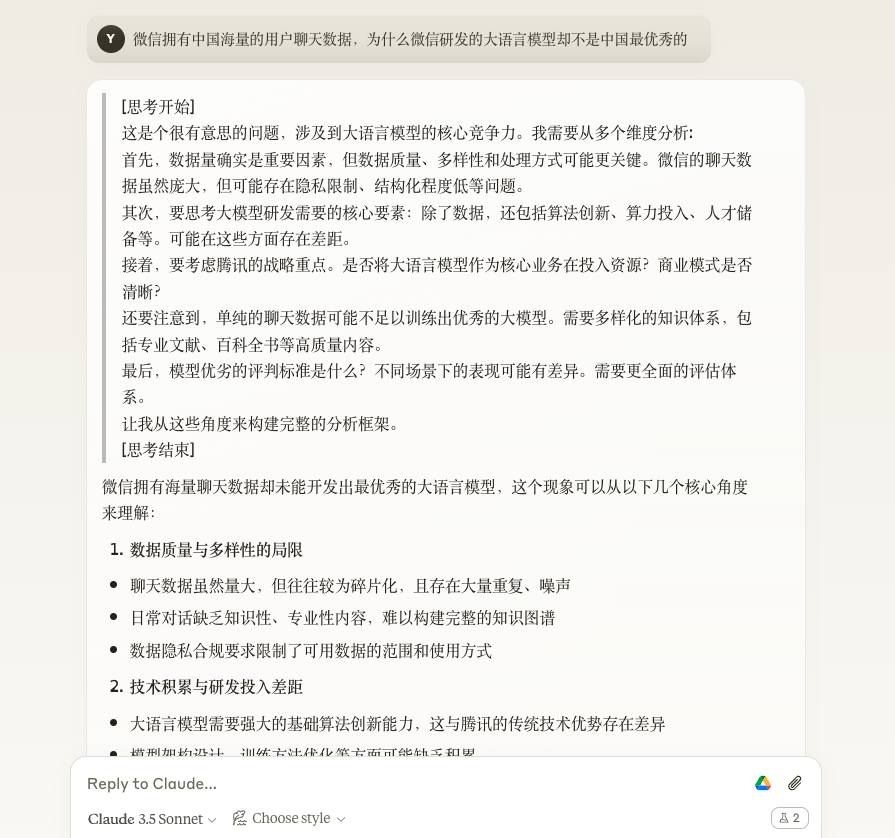 Y
微信拥有中国海量的用户聊天数据，为什么微信研发的大语言模型却不是中国最优秀的
[思考开始]
这是个很有意思的问题，涉及到大语言模型的核心竞争力。我需要从多个维度分析:
首先，数据量确实是重要因素，但数据质量、多样性和处理方式可能更关键。微信的聊天数
据虽然庞大，但可能存在隐私限制、结构化程度低等问题。
其次，要思考大模型研发需要的核心要素：除了数据，还包括算法创新、算力投入、人才储
备等。可能在这些方面存在差距。
接着，要考虑腾讯的战略重点。是否将大语言模型作为核心业务在投入资源？商业模式是否
清晰？
还要注意到，单纯的聊天数据可能不足以训练出优秀的大模型。需要多样化的知识体系，包
括专业文献、百科全书等高质量内容。
最后，模型优劣的评判标准是什么？不同场景下的表现可能有差异。需要更全面的评估体
系。
让我从这些角度来构建完整的分析框架。
[思考结束]
微信拥有海量聊天数据却未能开发出最优秀的大语言模型，这个现象可以从以下几个核心角度
来理解：
1. 数据质量与多样性的局限
• 聊天数据虽然量大，但往往较为碎片化，且存在大量重复、噪声
• 日常对话缺乏知识性、专业性内容，难以构建完整的知识图谱
• 数据隐私合规要求限制了可用数据的范围和使用方式
2. 技术积累与研发投入差距
• 大语言模型需要强大的基础算法创新能力，这与腾讯的传统技术优势存在差异
• 模型架构设计、训练方法优化等方面可能缺乏积累
Reply to Claude...
Claude 3.5 Sonnet
Choose style
2